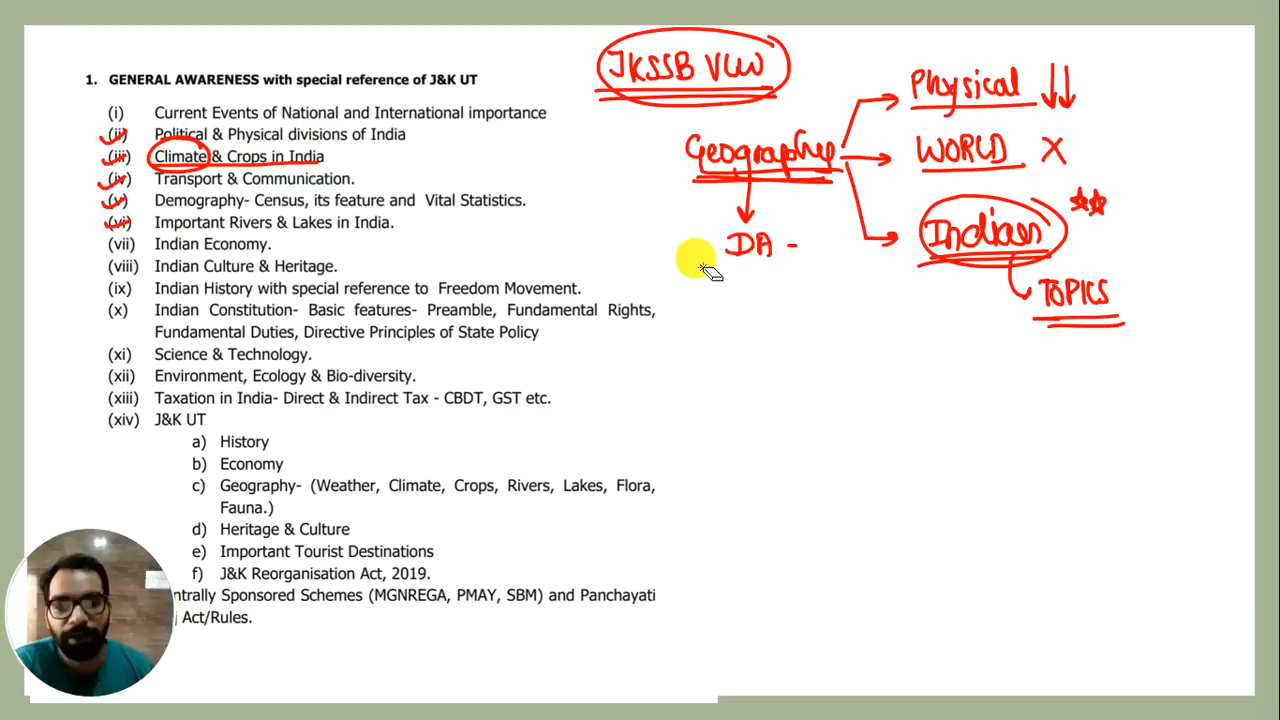 1. GENERAL AWARENESS with special reference of J&K UT
(i) Current Events of National and International importance
(ii) Political & Physical divisions of India
(iii) Climate & Crops in India
(iv) Transport & Communication.
(v) Demography- Census, its feature and Vital Statistics.
(vi) Important Rivers & Lakes in India.
(vii) Indian Economy.
(viii) Indian Culture & Heritage.
(ix) Indian History with special reference to Freedom Movement.
(x) Indian Constitution- Basic features- Preamble, Fundamental Rights,
Fundamental Duties, Directive Principles of State Policy
(xi) Science & Technology.
(xii) Environment, Ecology & Bio-diversity.
(xiii) Taxation in India- Direct & Indirect Tax - CBDT, GST etc.
(xiv) J&K UT
a) History
b) Economy
c) Geography- (Weather, Climate, Crops, Rivers, Lakes, Flora,
Fauna.)
d) Heritage & Culture
e) Important Tourist Destinations
f) J&K Reorganisation Act, 2019.
Sponsored Schemes (MGNREGA, PMAY, SBM) and Panchayati
Act/Rules.
JKSSB VLW
Geography
Physical
WORLD X
Indian
TOPICS
DA -